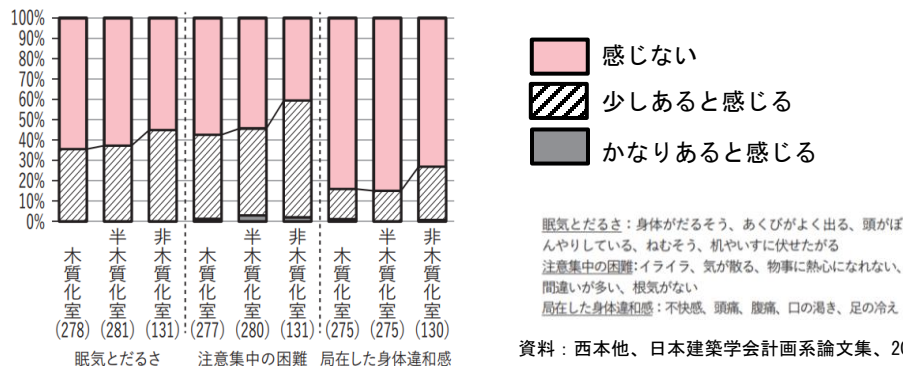 100%
90%
80%
70%
60%
50%
40%
30%
20%
10%
0%
木質化室
(278)
半木質化室
(281)
非木質化室
(131)
木質化室
(277)
半木質化室
(280)
非木質化室
(131)
木質化室
(275)
半木質化室
(275)
非木質化室
(130)
眠気とだるさ
注意集中の困難
局在した身体違和感
感じない
少しあると感じる
かなりあると感じる
眠気とだるさ：身体がだるそう、あくびがよく出る、頭がぼ
んやりしている、ねむそう、机やいすに伏せたがる
注意集中の困難：イライラ、気が散る、物事に熱心になれない、
間違いが多い、根気がない
局在した身体違和感：不快感、頭痛、腹痛、口の渇き、足の冷え
資料：西本他、日本建築学会計画系論文集、20